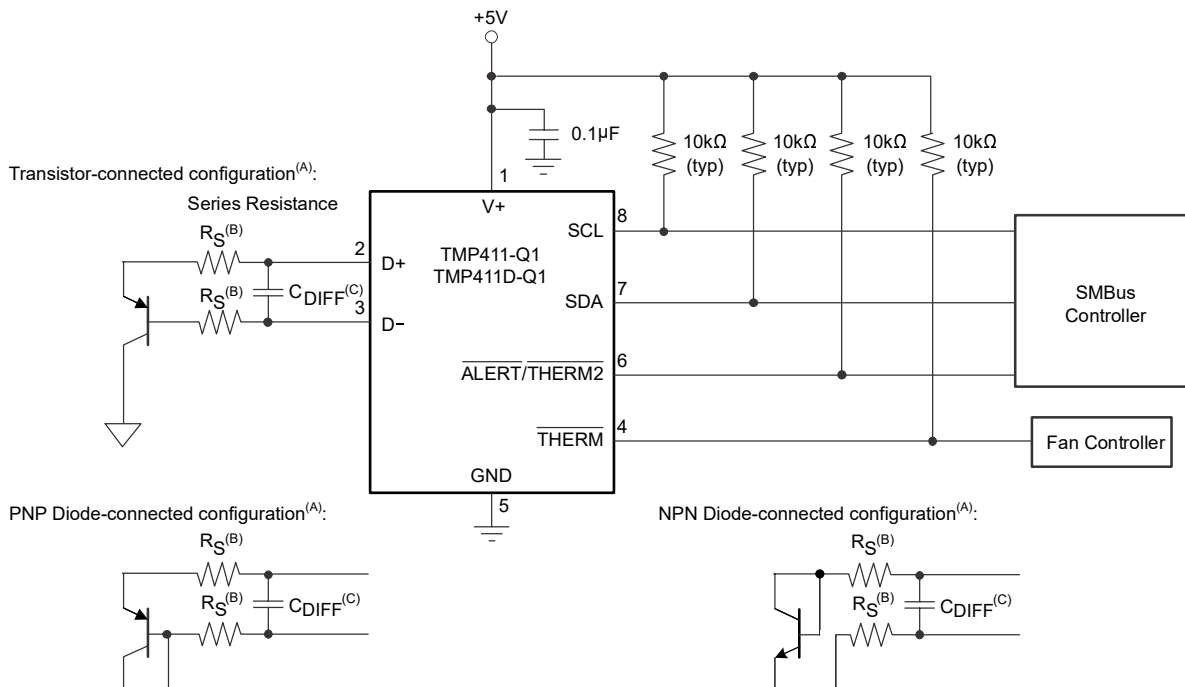 +5V
0.1µF
10kΩ
(typ)
10kΩ
(typ)
10kΩ
(typ)
10kΩ
(typ)
Transistor-connected configuration(A):
Series Resistance
RS(B)
RS(B)
CDIFF(C)
1
V+
2
D+
3
D−
TMP411-Q1
TMP411D-Q1
SCL
8
SDA
7
ALERT/THERM2
6
THERM
4
GND
5
SMBus
Controller
Fan Controller
PNP Diode-connected configuration(A):
RS(B)
RS(B)
CDIFF(C)
NPN Diode-connected configuration(A):
RS(B)
RS(B)
CDIFF(C)